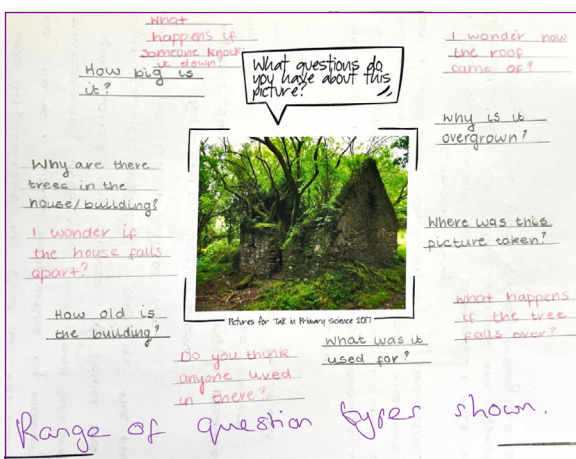 What
happens if
someone knocks
it down?
How big is
it?
What questions do
you have about this
picture?
I wonder how
the roof
came of?
Why is it
overgrown?
Why are there
trees in the
house/building?
I wonder if
the house falls
apart?
Where was this
picture taken?
How old is
the building?
What happens
if the tree
falls over?
Pictures for Talk in Primary Science 2017
What was it
used for?
Do you think
anyone lived
in there?
Range of question types shown.